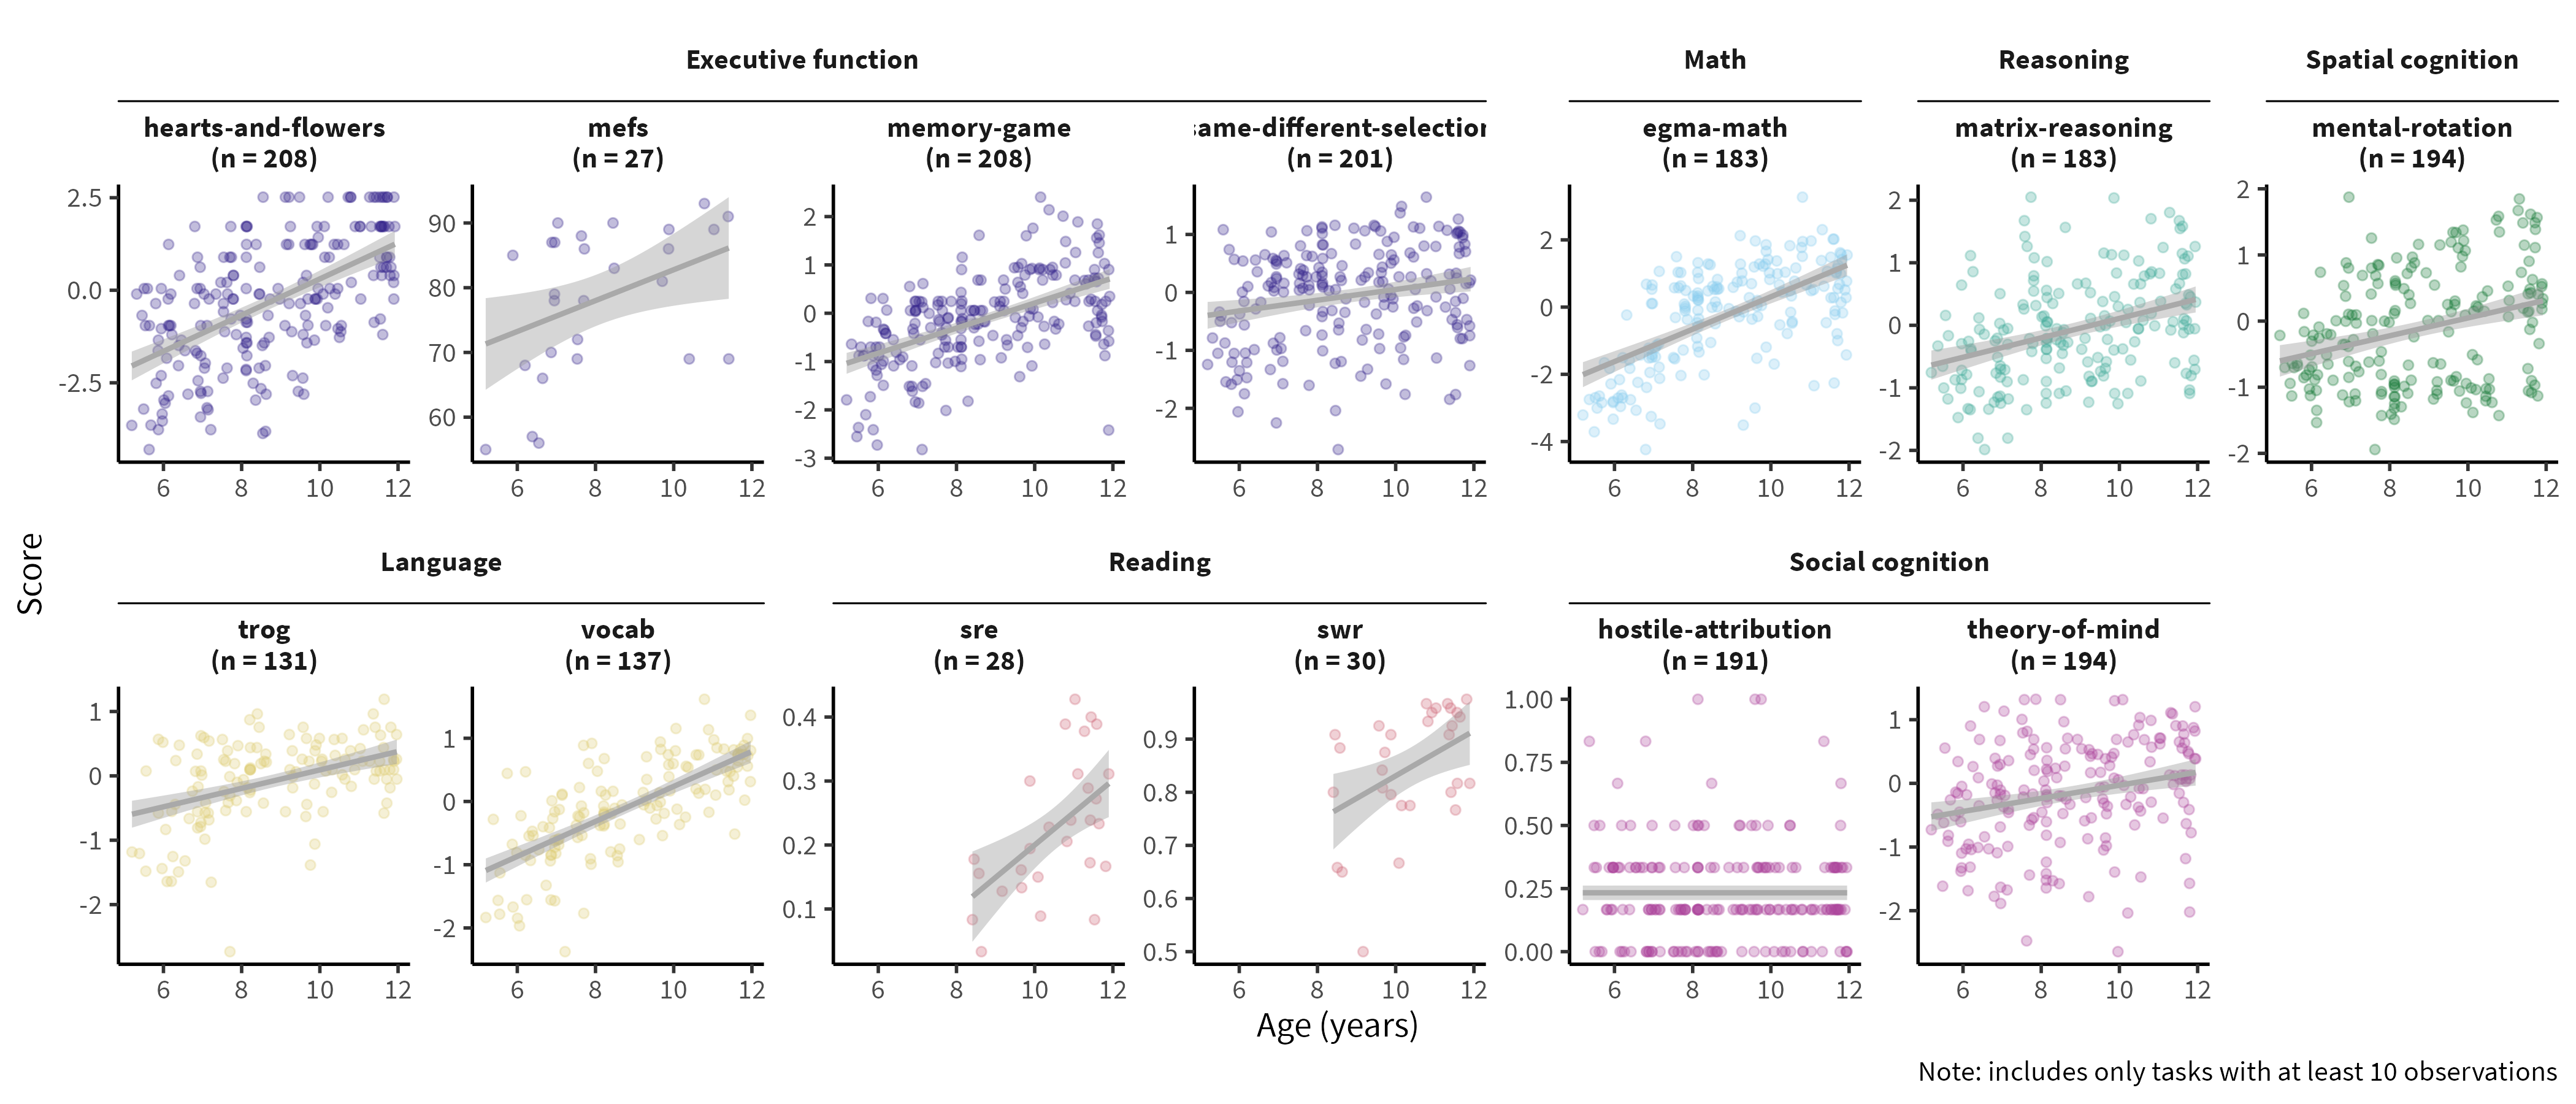 Executive function
Math
Reasoning
Spatial cognition
hearts-and-flowers
(n = 208)
mefs
(n = 27)
memory-game
(n = 208)
ame-different-selection
(n = 201)
egma-math
(n = 183)
matrix-reasoning
(n = 183)
mental-rotation
(n = 194)
2.5
0.0
-2.5
6 8 10 12
90
80
70
60
6 8 10 12
2
1
0
-1
-2
-3
6 8 10 12
1
0
-1
-2
6 8 10 12
2
0
-2
-4
6 8 10 12
2
1
0
-1
-2
6 8 10 12
2
1
0
-1
-2
6 8 10 12
Score
Language
Reading
Social cognition
trog
(n = 131)
vocab
(n = 137)
sre
(n = 28)
swr
(n = 30)
hostile-attribution
(n = 191)
theory-of-mind
(n = 194)
1
0
-1
-2
6 8 10 12
1
0
-1
-2
6 8 10 12
0.4
0.3
0.2
0.1
6 8 10 12
0.9
0.8
0.7
0.6
0.5
6 8 10 12
1.00
0.75
0.50
0.25
0.00
6 8 10 12
1
0
-1
-2
6 8 10 12
Age (years)
Note: includes only tasks with at least 10 observations